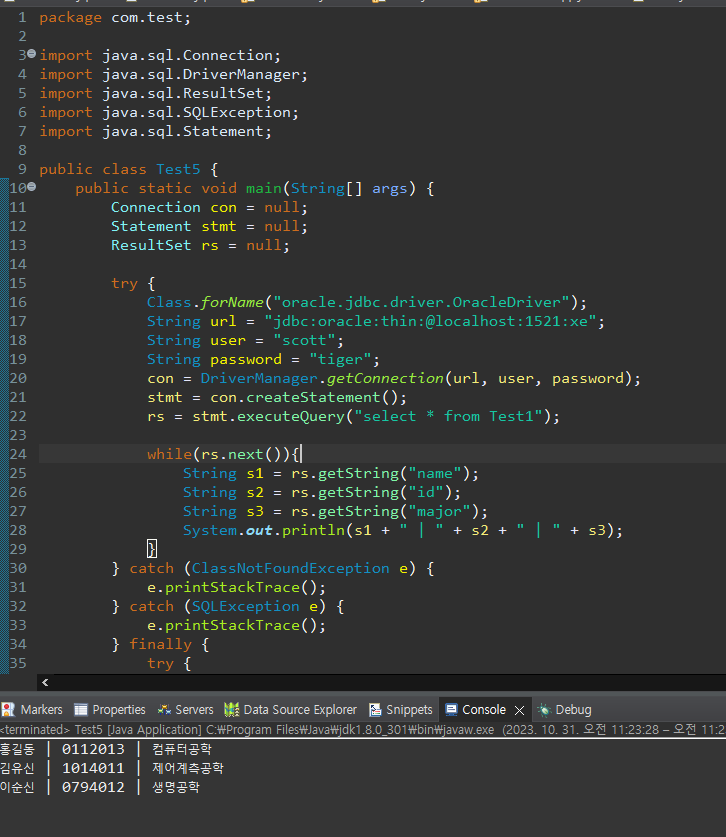 1 package com.test;
2
3 import java.sql.Connection;
4 import java.sql.DriverManager;
5 import java.sql.ResultSet;
6 import java.sql.SQLException;
7 import java.sql.Statement;
8
9 public class Test5 {
10     public static void main(String[] args) {
11         Connection con = null;
12         Statement stmt = null;
13         ResultSet rs = null;
14
15         try {
16             Class.forName("oracle.jdbc.driver.OracleDriver");
17             String url = "jdbc:oracle:thin:@localhost:1521:xe";
18             String user = "scott";
19             String password = "tiger";
20             con = DriverManager.getConnection(url, user, password);
21             stmt = con.createStatement();
22             rs = stmt.executeQuery("select * from Test1");
23
24             while(rs.next()){
25                 String s1 = rs.getString("name");
26                 String s2 = rs.getString("id");
27                 String s3 = rs.getString("major");
28                 System.out.println(s1 + " | " + s2 + " | " + s3);
29             }
30         } catch (ClassNotFoundException e) {
31             e.printStackTrace();
32         } catch (SQLException e) {
33             e.printStackTrace();
34         } finally {
35             try {
Markers Properties Servers Data Source Explorer Snippets Console Debug
<terminated> Test5 [Java Application] C:₩Program Files₩Java₩jdk1.8.0_301₩bin₩javaw.exe (2023. 10. 31. 오전 11:23:28 – 오전 11:2
홍길동 | 0112013 | 컴퓨터공학
김유신 | 1014011 | 제어계측공학
이순신 | 0794012 | 생명공학